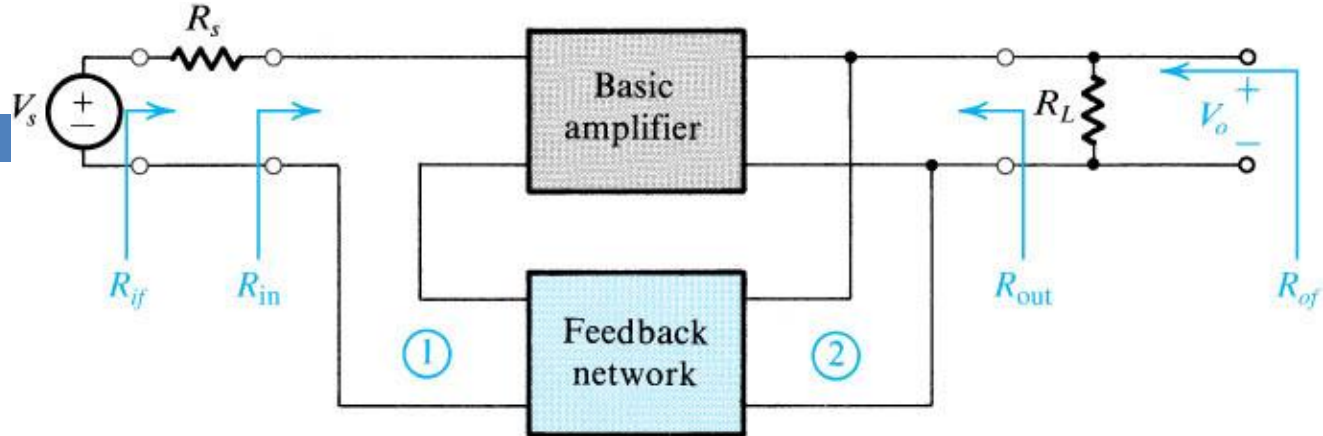 R_s
Basic
amplifier
V_s
+
−
R_L
V_o
+
−
R_if
R_in
R_out
R_of
Feedback
network
1
2